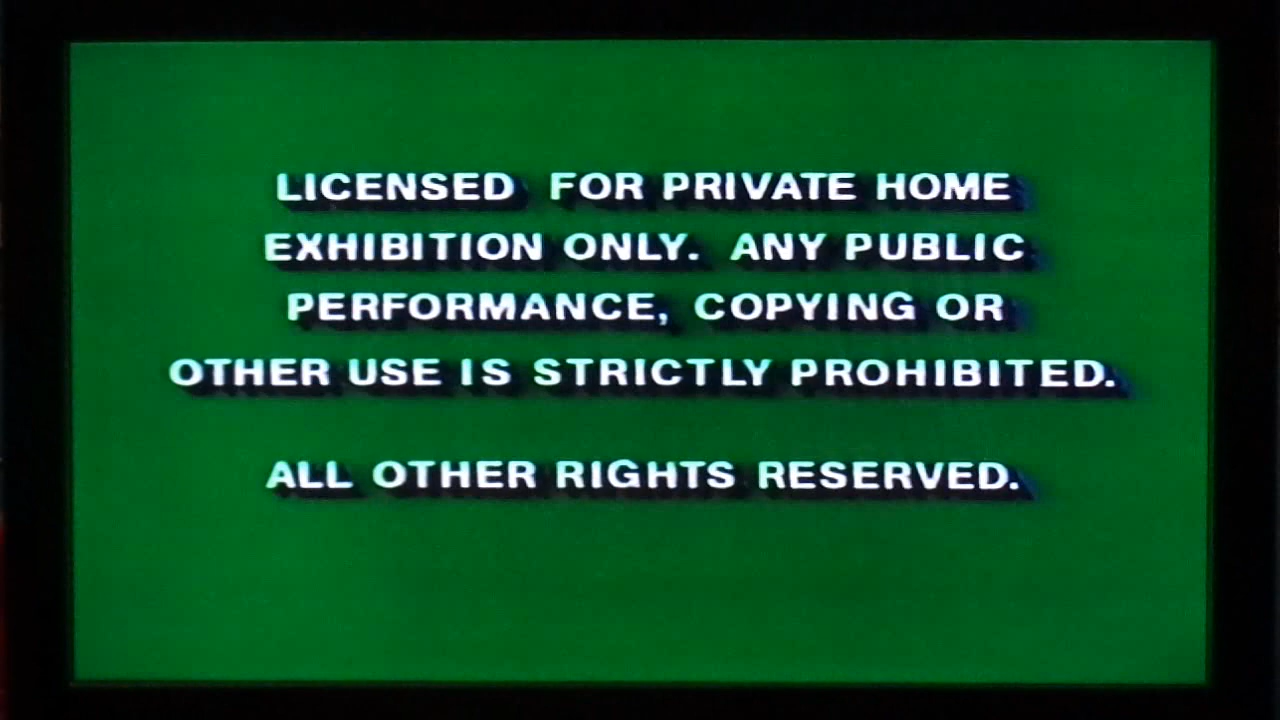 LICENSED FOR PRIVATE HOME
EXHIBITION ONLY. ANY PUBLIC
PERFORMANCE, COPYING OR
OTHER USE IS STRICTLY PROHIBITED.
ALL OTHER RIGHTS RESERVED.